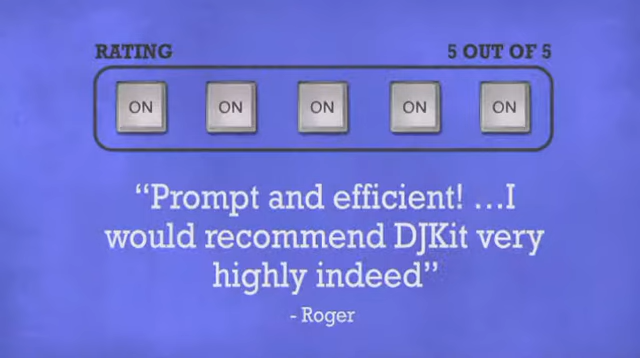 RATING 5 OUT OF 5
ON ON ON ON ON
“Prompt and efficient! ...I
would recommend DJKit very
highly indeed”
- Roger